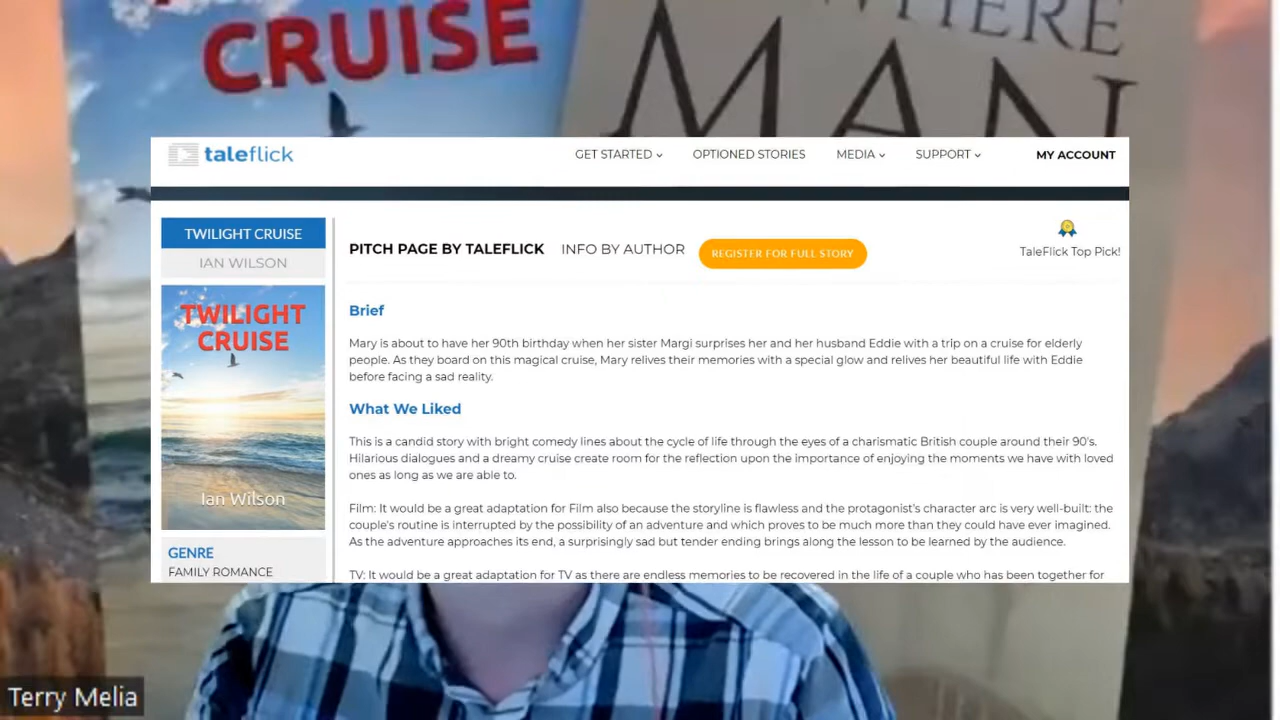 CRUISE
WHERE
MAN
taleflick
GET STARTED
OPTIONED STORIES
MEDIA
SUPPORT
MY ACCOUNT
TWILIGHT CRUISE
IAN WILSON
TWILIGHT
CRUISE
Ian Wilson
GENRE
FAMILY ROMANCE
PITCH PAGE BY TALEFLICK
INFO BY AUTHOR
REGISTER FOR FULL STORY
TaleFlick Top Pick!
Brief
Mary is about to have her 90th birthday when her sister Margi surprises her and her husband Eddie with a trip on a cruise for elderly
people. As they board on this magical cruise, Mary relives their memories with a special glow and relives her beautiful life with Eddie
before facing a sad reality.
What We Liked
This is a candid story with bright comedy lines about the cycle of life through the eyes of a charismatic British couple around their 90's.
Hilarious dialogues and a dreamy cruise create room for the reflection upon the importance of enjoying the moments we have with loved
ones as long as we are able to.
Film: It would be a great adaptation for Film also because the storyline is flawless and the protagonist's character arc is very well-built: the
couple's routine is interrupted by the possibility of an adventure and which proves to be much more than they could have ever imagined.
As the adventure approaches its end, a surprisingly sad but tender ending brings along the lesson to be learned by the audience.
TV: It would be a great adaptation for TV as there are endless memories to be recovered in the life of a couple who has been together for
Terry Melia